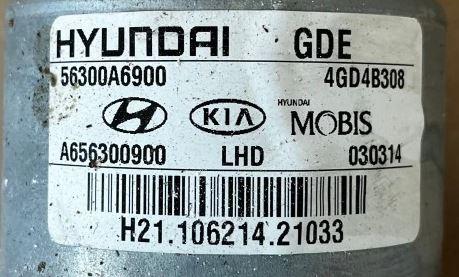 HYUNDAI GDE
56300A6900 4GD4B308
KIA HYUNDAI MOBIS
A656300900 LHD 030314
H21.106214.21033